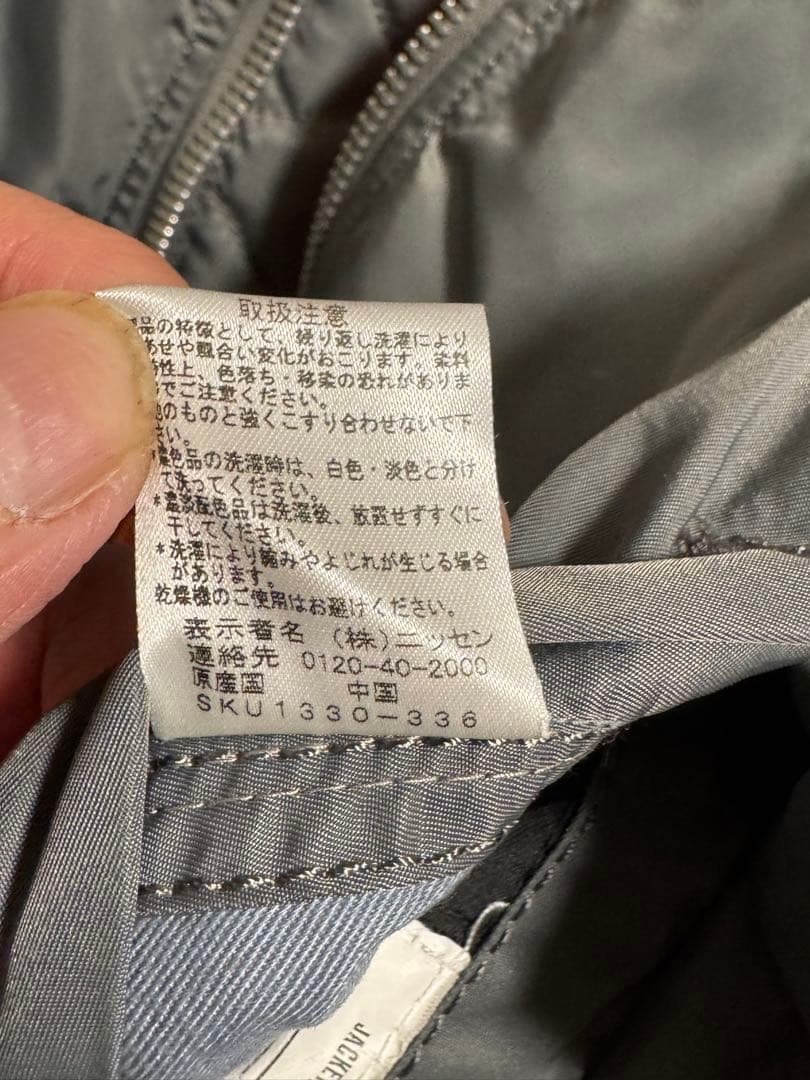 取扱注意
品の特徴として、繰り返し洗濯により
あせや風合い変化がおこります。染料
特性上、色落ち・移染の恐れがありま
でご注意ください。
のものと強くこすり合わせないで下
さい。
濃色品の洗濯時は、白色・淡色と分け
て洗ってください。
*濃淡配色品は洗濯後、放置せずすぐに
干してください。
*洗濯により縮みやよじれが生じる場合
があります。
乾燥機のご使用はお避けください。
表示者名 (株)ニッセン
連絡先 0120-40-2000
原産国 中国
SKU1330-336
JACKE